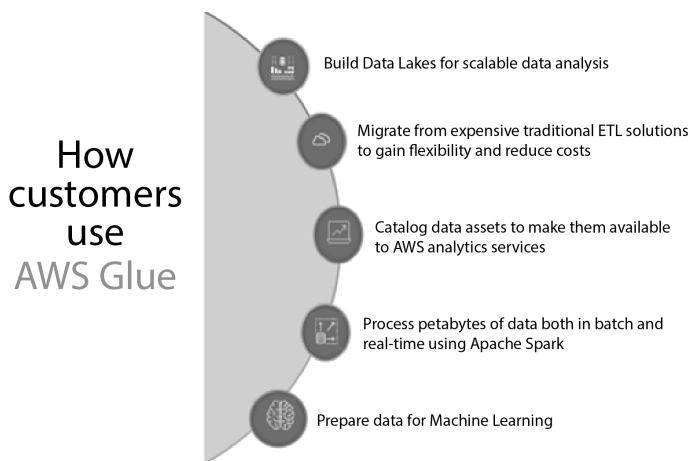 How
customers
use
AWS Glue
Build Data Lakes for scalable data analysis
Migrate from expensive traditional ETL solutions
to gain flexibility and reduce costs
Catalog data assets to make them available
to AWS analytics services
Process petabytes of data both in batch and
real-time using Apache Spark
Prepare data for Machine Learning